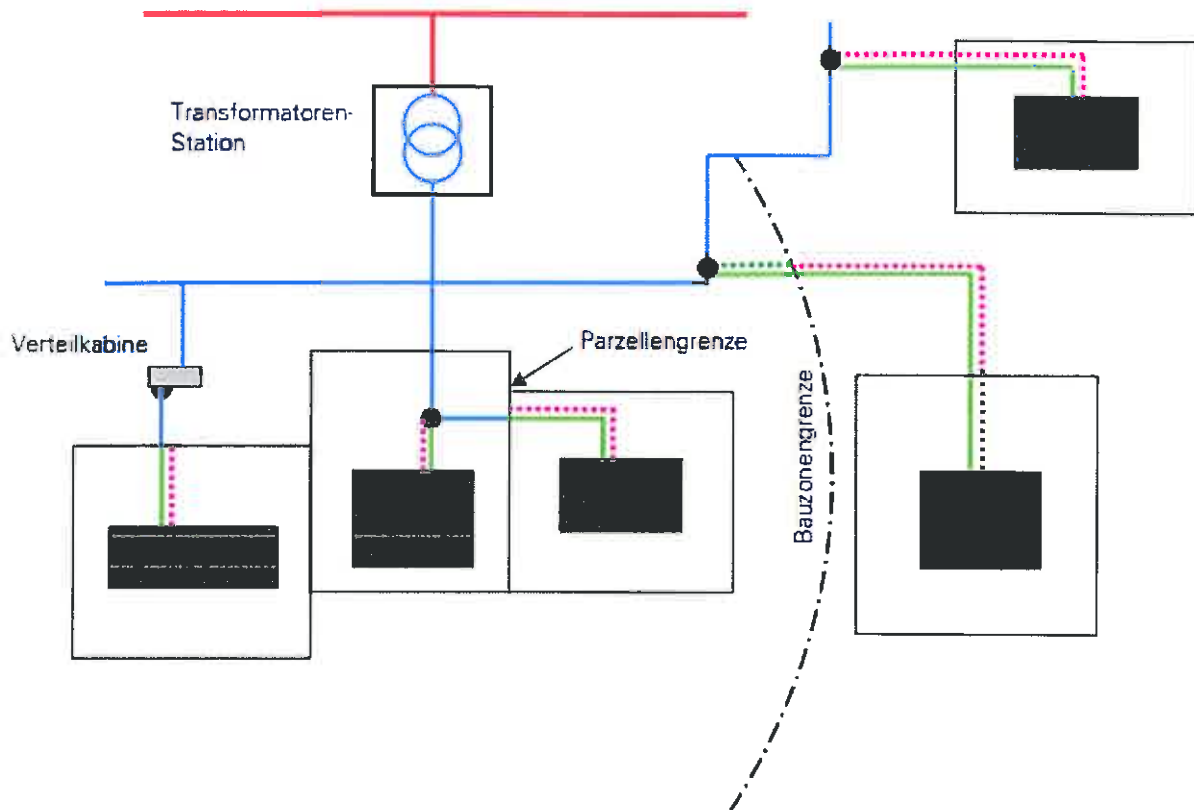 Transformatoren-
Station
Verteilkabine
Parzellengrenze
Bauzonengrenze